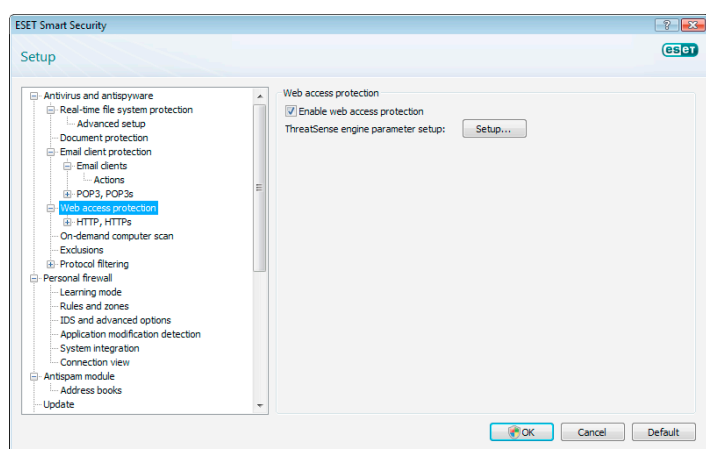 ESET Smart Security
Setup
eseT
Antivirus and antispyware
Real-time file system protection
Advanced setup
Document protection
Email client protection
Email clients
Actions
POP3, POP3s
Web access protection
HTTP, HTTPs
On-demand computer scan
Exclusions
Protocol filtering
Personal firewall
Learning mode
Rules and zones
IDS and advanced options
Application modification detection
System integration
Connection view
Antispam module
Address books
Update
Web access protection
Enable web access protection
ThreatSense engine parameter setup: Setup...
OK Cancel Default